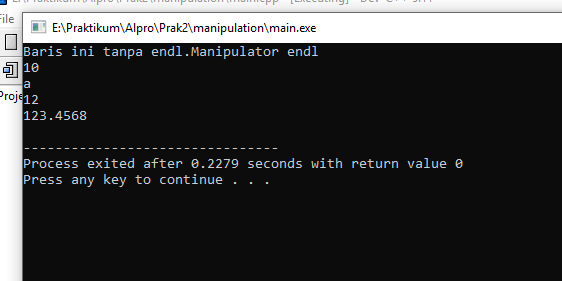 E:\Praktikum\Alpro\Prak2\manipulation\main.exe
File
Proje
Baris ini tanpa endl.Manipulator endl
10
a
12
123.4568
--------------------------------
Process exited after 0.2279 seconds with return value 0
Press any key to continue . . .